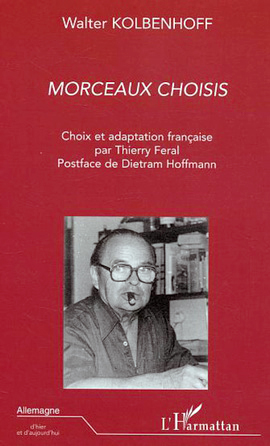 Walter KOLBENHOFF
MORCEAUX CHOISIS
Choix et adaptation française
par Thierry Feral
Postface de Dietram Hoffmann
Allemagne
d'hier
et d'aujourd'hui
L'Harmattan